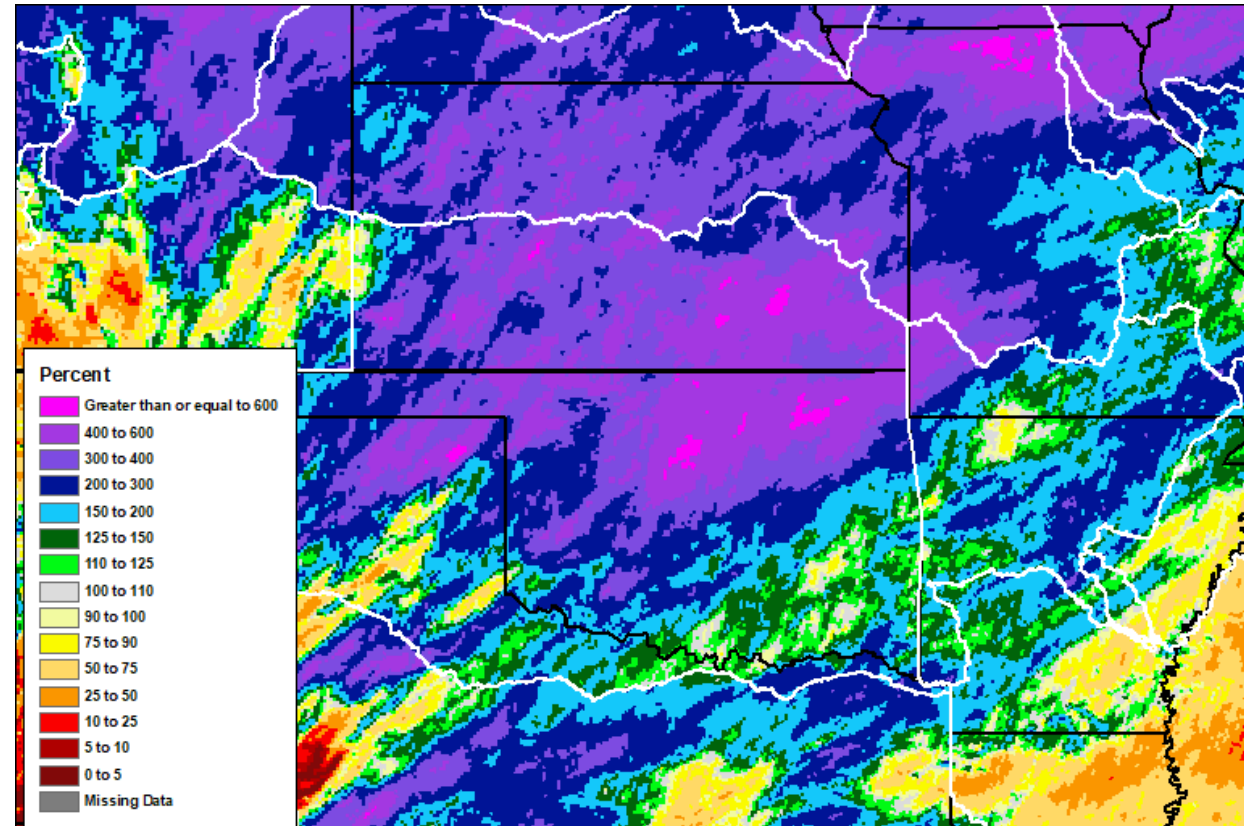 Percent
Greater than or equal to 600
400 to 600
300 to 400
200 to 300
150 to 200
125 to 150
110 to 125
100 to 110
90 to 100
75 to 90
50 to 75
25 to 50
10 to 25
5 to 10
0 to 5
Missing Data